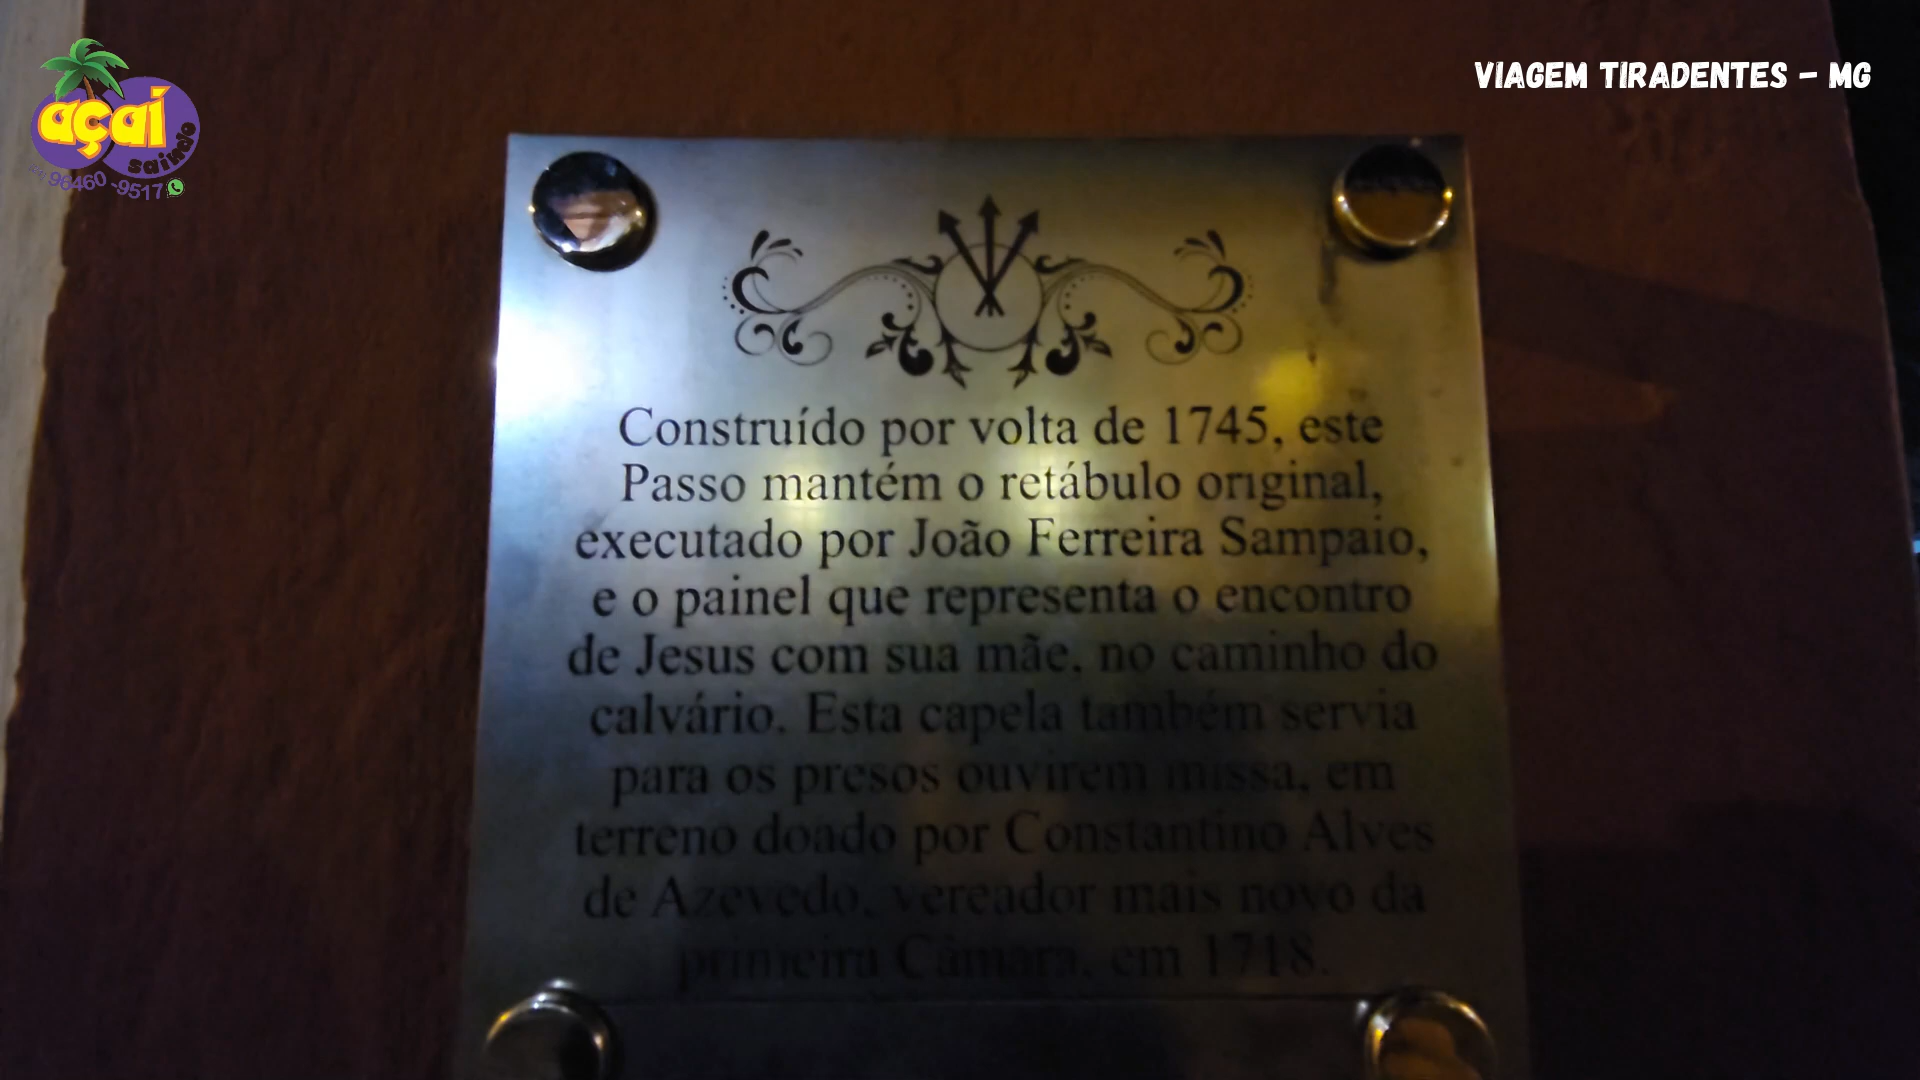 açaí
saindo
96460-9517
VIAGEM TIRADENTES - MG
Construído por volta de 1745, este
Passo mantém o retábulo original,
executado por João Ferreira Sampaio,
e o painel que representa o encontro
de Jesus com sua mãe, no caminho do
calvário. Esta capela também servia
para os presos ouvirem missa, em
terreno doado por Constantino Alves
de Azevedo, vereador mais novo da
primeira Câmara, em 1718.